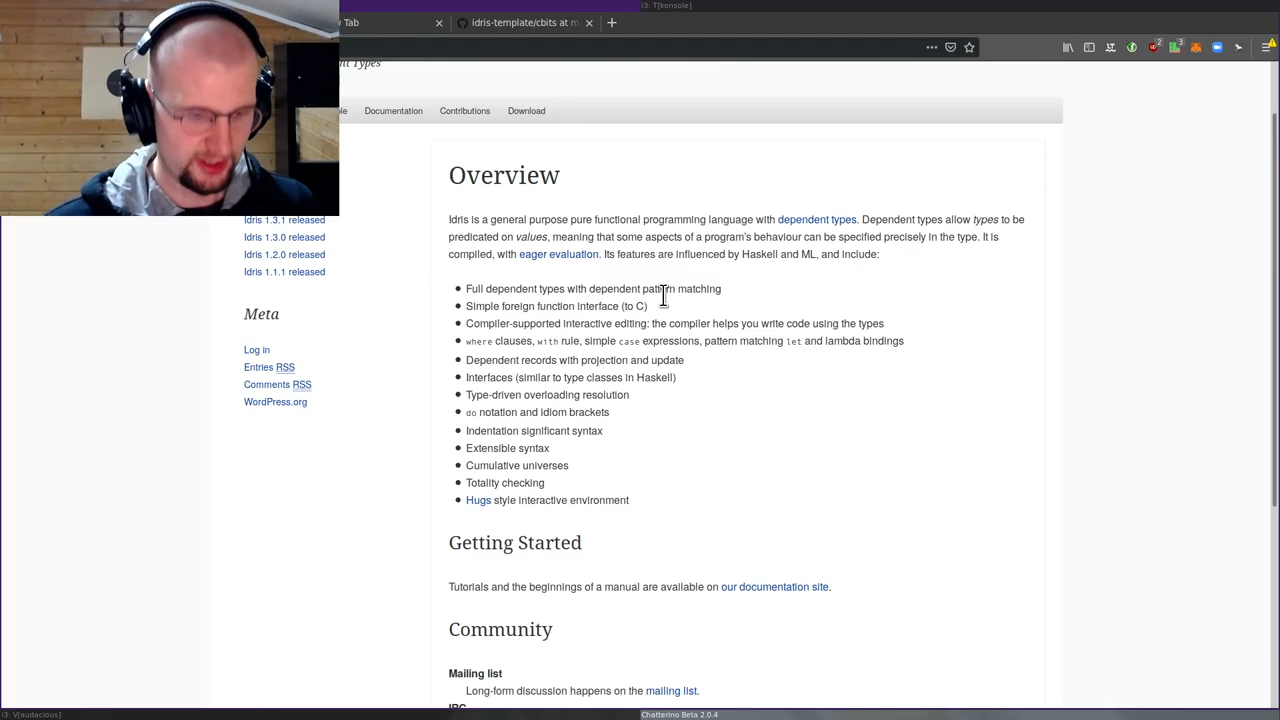 i3: T[konsole]
Tab
idris-template/cbits at m
2
3
nt Types
Documentation
Contributions
Download
Idris 1.3.1 released
Idris 1.3.0 released
Idris 1.2.0 released
Idris 1.1.1 released
Meta
Log in
Entries RSS
Comments RSS
WordPress.org
Overview
Idris is a general purpose pure functional programming language with dependent types. Dependent types allow types to be
predicated on values, meaning that some aspects of a program's behaviour can be specified precisely in the type. It is
compiled, with eager evaluation. Its features are influenced by Haskell and ML, and include:
Full dependent types with dependent pattern matching
Simple foreign function interface (to C)
Compiler-supported interactive editing: the compiler helps you write code using the types
where clauses, with rule, simple case expressions, pattern matching let and lambda bindings
Dependent records with projection and update
Interfaces (similar to type classes in Haskell)
Type-driven overloading resolution
do notation and idiom brackets
Indentation significant syntax
Extensible syntax
Cumulative universes
Totality checking
Hugs style interactive environment
Getting Started
Tutorials and the beginnings of a manual are available on our documentation site.
Community
Mailing list
Long-form discussion happens on the mailing list.
IRC
i3: V[audacious]
Chatterino Beta 2.0.4